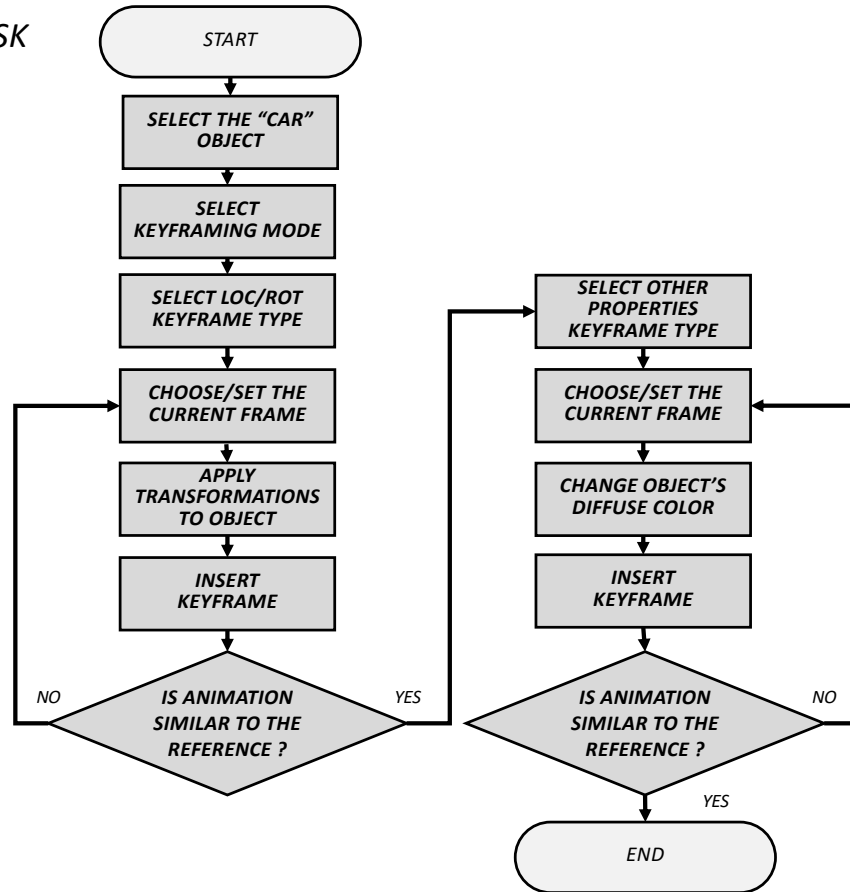 SK
START
SELECT THE “CAR”
OBJECT
SELECT
KEYFRAMING MODE
SELECT LOC/ROT
KEYFRAME TYPE
CHOOSE/SET THE
CURRENT FRAME
APPLY
TRANSFORMATIONS
TO OBJECT
INSERT
KEYFRAME
NO
IS ANIMATION
SIMILAR TO THE
REFERENCE ?
YES
SELECT OTHER
PROPERTIES
KEYFRAME TYPE
CHOOSE/SET THE
CURRENT FRAME
CHANGE OBJECT’S
DIFFUSE COLOR
INSERT
KEYFRAME
IS ANIMATION
SIMILAR TO THE
REFERENCE ?
NO
YES
END